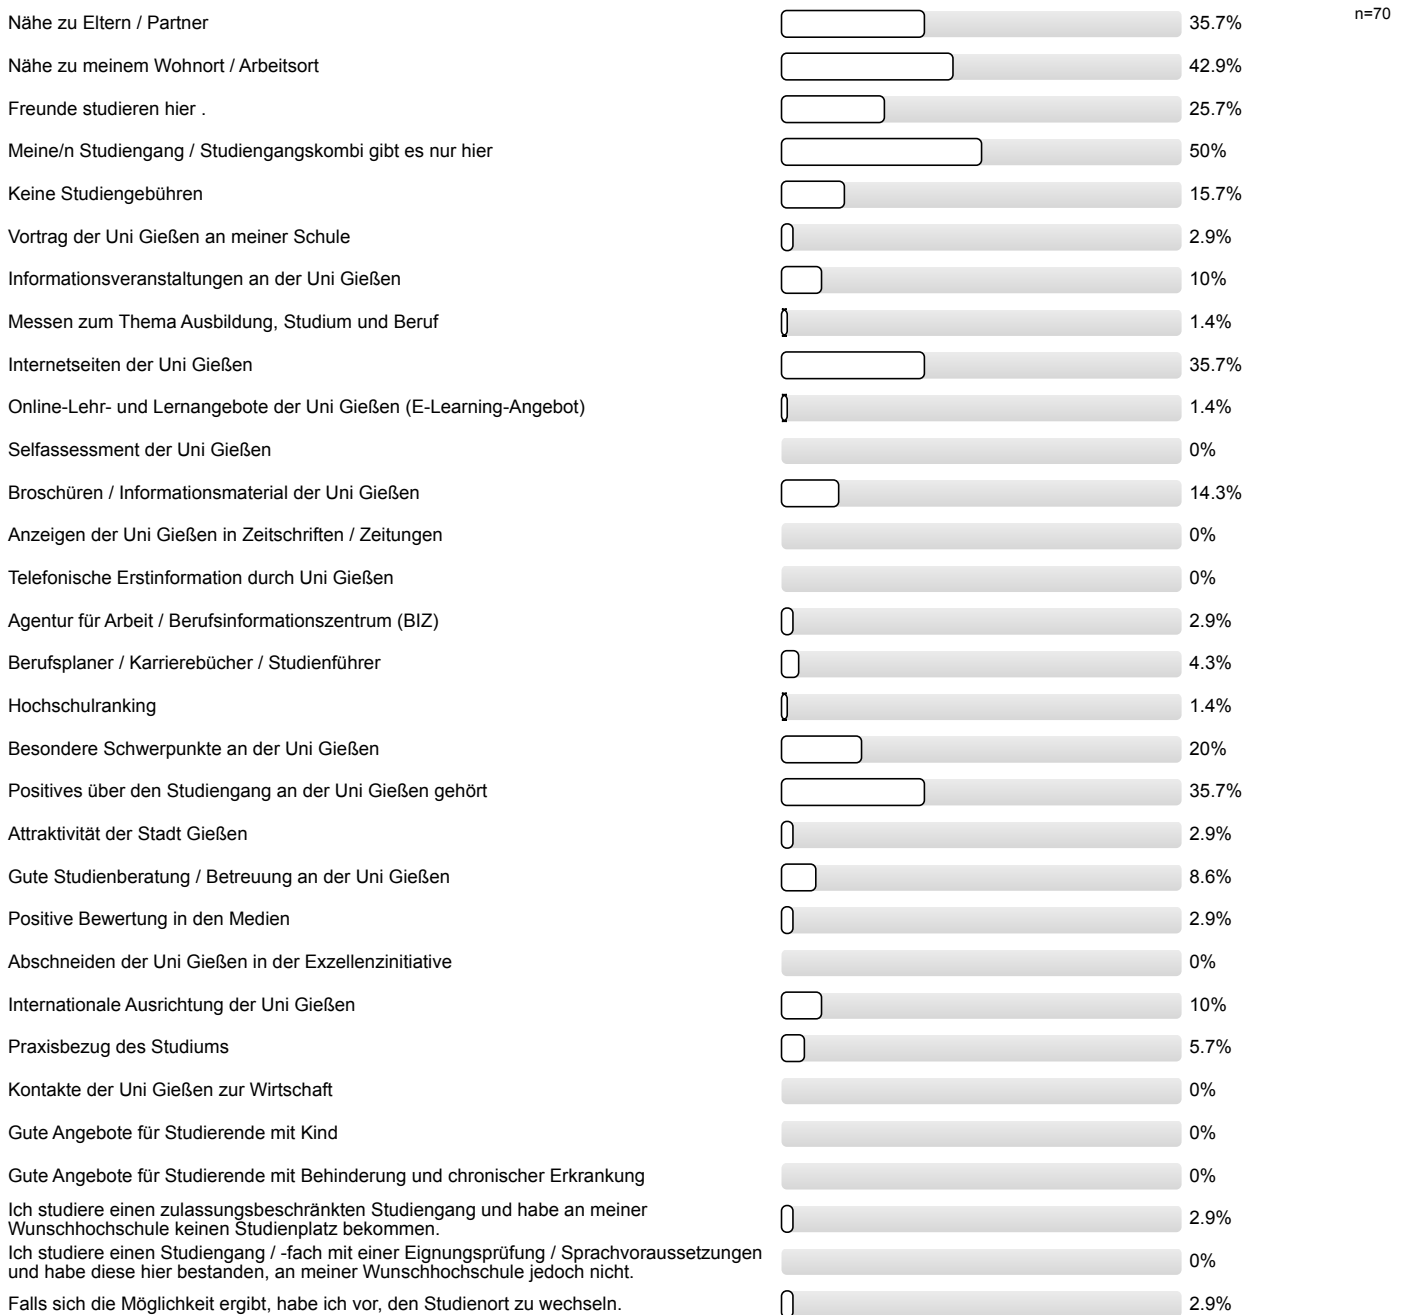 n=70
Nähe zu Eltern / Partner 35.7%
Nähe zu meinem Wohnort / Arbeitsort 42.9%
Freunde studieren hier . 25.7%
Meine/n Studiengang / Studiengangskombi gibt es nur hier 50%
Keine Studiengebühren 15.7%
Vortrag der Uni Gießen an meiner Schule 2.9%
Informationsveranstaltungen an der Uni Gießen 10%
Messen zum Thema Ausbildung, Studium und Beruf 1.4%
Internetseiten der Uni Gießen 35.7%
Online-Lehr- und Lernangebote der Uni Gießen (E-Learning-Angebot) 1.4%
Selfassessment der Uni Gießen 0%
Broschüren / Informationsmaterial der Uni Gießen 14.3%
Anzeigen der Uni Gießen in Zeitschriften / Zeitungen 0%
Telefonische Erstinformation durch Uni Gießen 0%
Agentur für Arbeit / Berufsinformationszentrum (BIZ) 2.9%
Berufsplaner / Karrierebücher / Studienführer 4.3%
Hochschulranking 1.4%
Besondere Schwerpunkte an der Uni Gießen 20%
Positives über den Studiengang an der Uni Gießen gehört 35.7%
Attraktivität der Stadt Gießen 2.9%
Gute Studienberatung / Betreuung an der Uni Gießen 8.6%
Positive Bewertung in den Medien 2.9%
Abschneiden der Uni Gießen in der Exzellenzinitiative 0%
Internationale Ausrichtung der Uni Gießen 10%
Praxisbezug des Studiums 5.7%
Kontakte der Uni Gießen zur Wirtschaft 0%
Gute Angebote für Studierende mit Kind 0%
Gute Angebote für Studierende mit Behinderung und chronischer Erkrankung 0%
Ich studiere einen zulassungsbeschränkten Studiengang und habe an meiner
Wunschhochschule keinen Studienplatz bekommen. 2.9%
Ich studiere einen Studiengang / -fach mit einer Eignungsprüfung / Sprachvoraussetzungen
und habe diese hier bestanden, an meiner Wunschhochschule jedoch nicht. 0%
Falls sich die Möglichkeit ergibt, habe ich vor, den Studienort zu wechseln. 2.9%